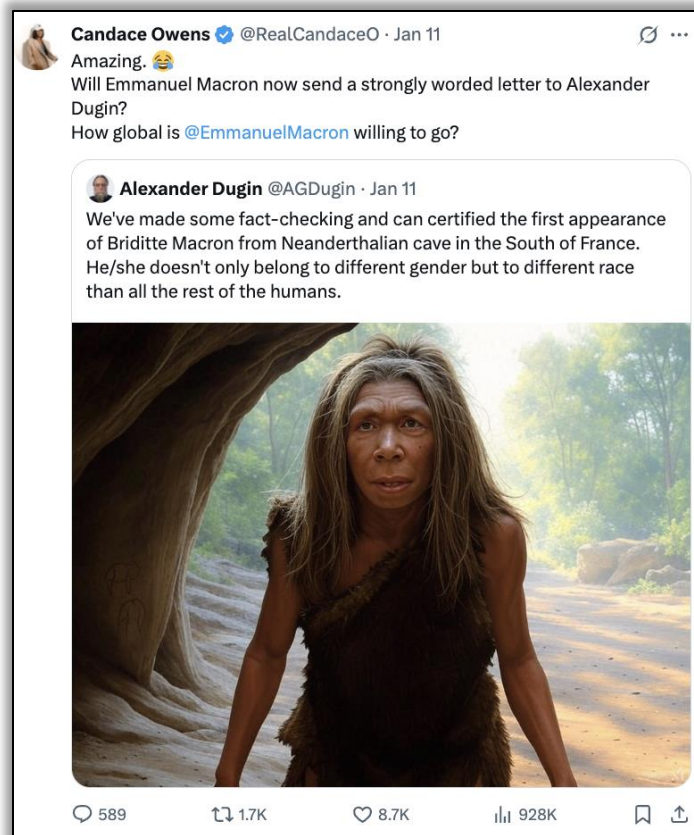 Candace Owens @RealCandaceO · Jan 11
Amazing. 😂
Will Emmanuel Macron now send a strongly worded letter to Alexander
Dugin?
How global is @EmmanuelMacron willing to go?
Alexander Dugin @AGDugin · Jan 11
We've made some fact-checking and can certified the first appearance
of Briditte Macron from Neanderthalian cave in the South of France.
He/she doesn't only belong to different gender but to different race
than all the rest of the humans.
589 1.7K 8.7K 928K